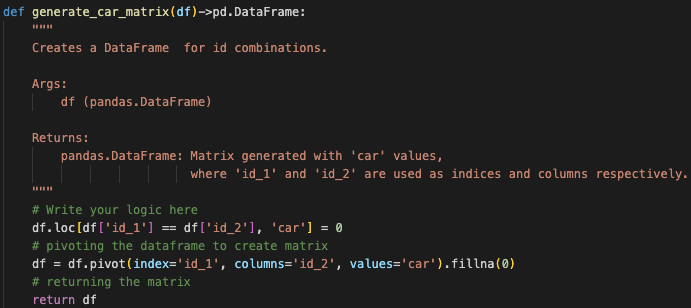 def generate_car_matrix(df)->pd.DataFrame:
    """
    Creates a DataFrame  for id combinations.

    Args:
        df (pandas.DataFrame)

    Returns:
        pandas.DataFrame: Matrix generated with 'car' values,
                          where 'id_1' and 'id_2' are used as indices and columns respectively.
    """
    # Write your logic here
    df.loc[df['id_1'] == df['id_2'], 'car'] = 0
    # pivoting the dataframe to create matrix
    df = df.pivot(index='id_1', columns='id_2', values='car').fillna(0)
    # returning the matrix
    return df